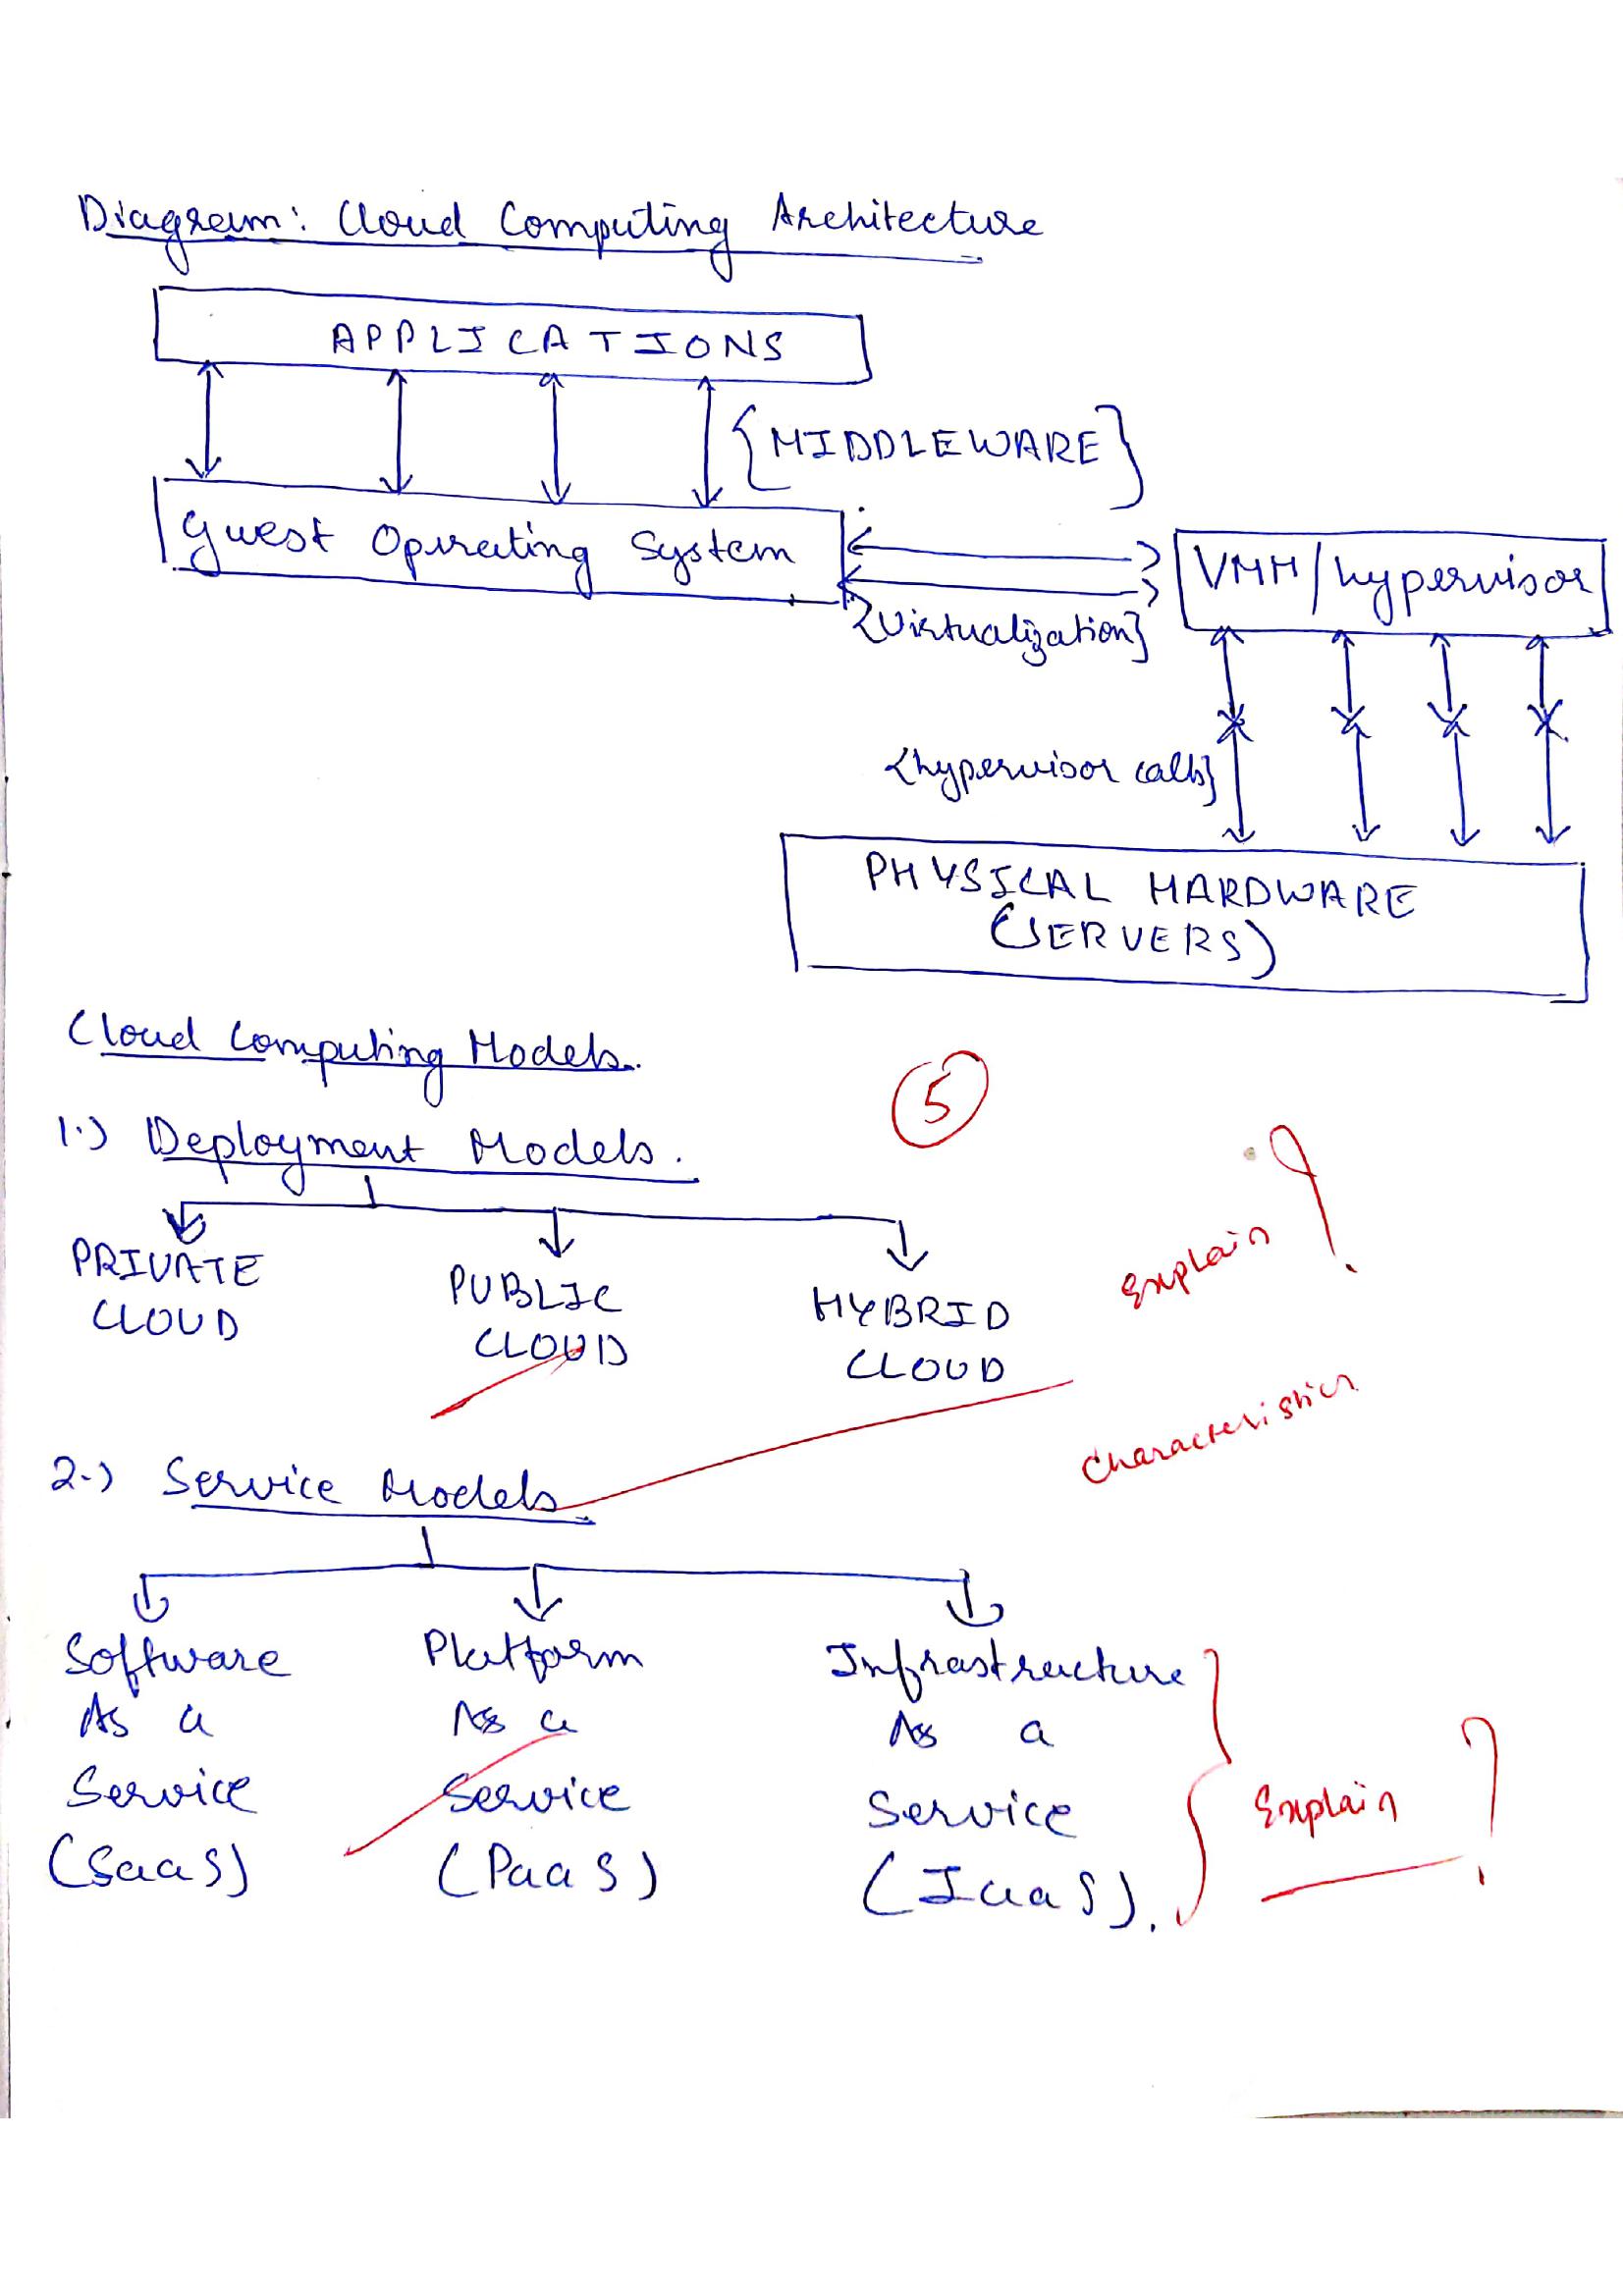 Diagram: Cloud Computing Architecture
APPLICATIONS
{MIDDLEWARE}
Guest Operating System
VMM/hypervisor
{Virtualization}
{hypervisor calls}
PHYSICAL HARDWARE
(SERVERS)
Cloud Computing Models.
5
1.) Deployment Models.
PRIVATE
CLOUD
PUBLIC
CLOUD
HYBRID
CLOUD
Explain ?
Characteristics
2.) Service Models
Software
As a
Service
(SaaS)
Platform
As a
Service
(PaaS)
Infrastructure
As a
Service
(IaaS).
Explain ?